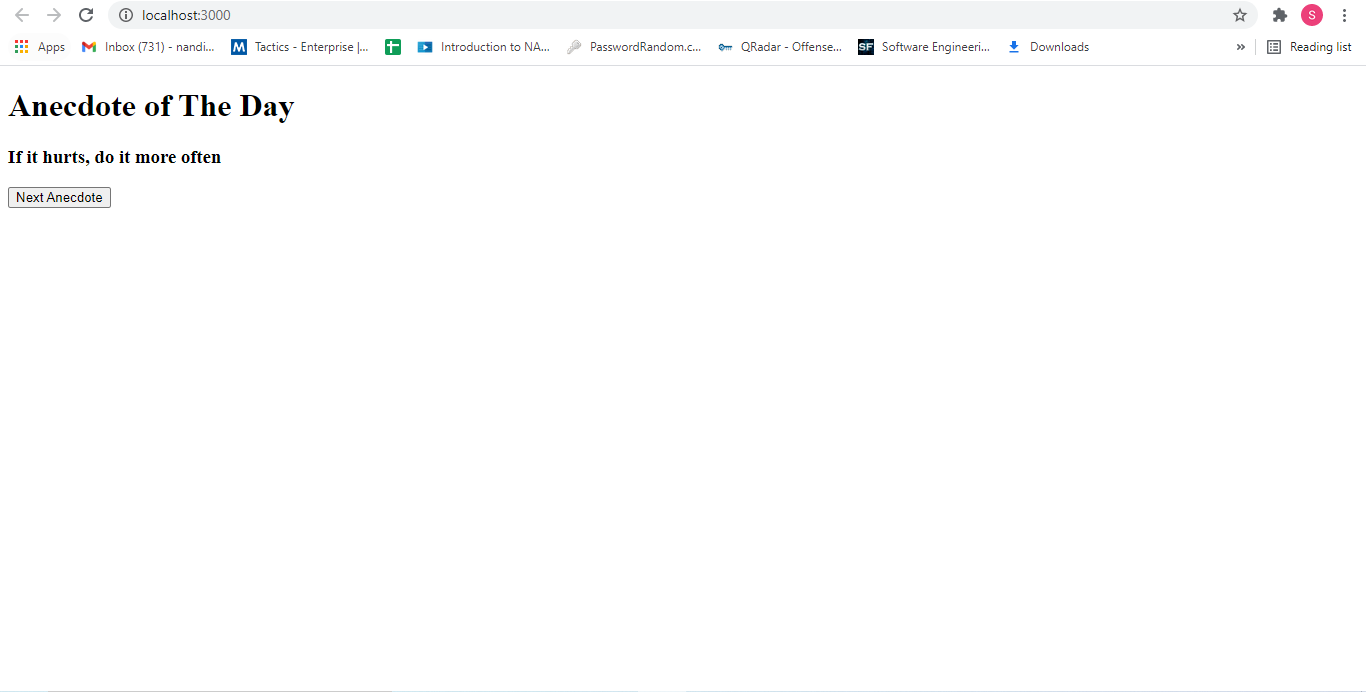 localhost:3000
S
Apps Inbox (731) - nandi... M Tactics - Enterprise |... Introduction to NA... PasswordRandom.c... QRadar - Offense... SF Software Engineeri... Downloads » Reading list
Anecdote of The Day
If it hurts, do it more often
Next Anecdote